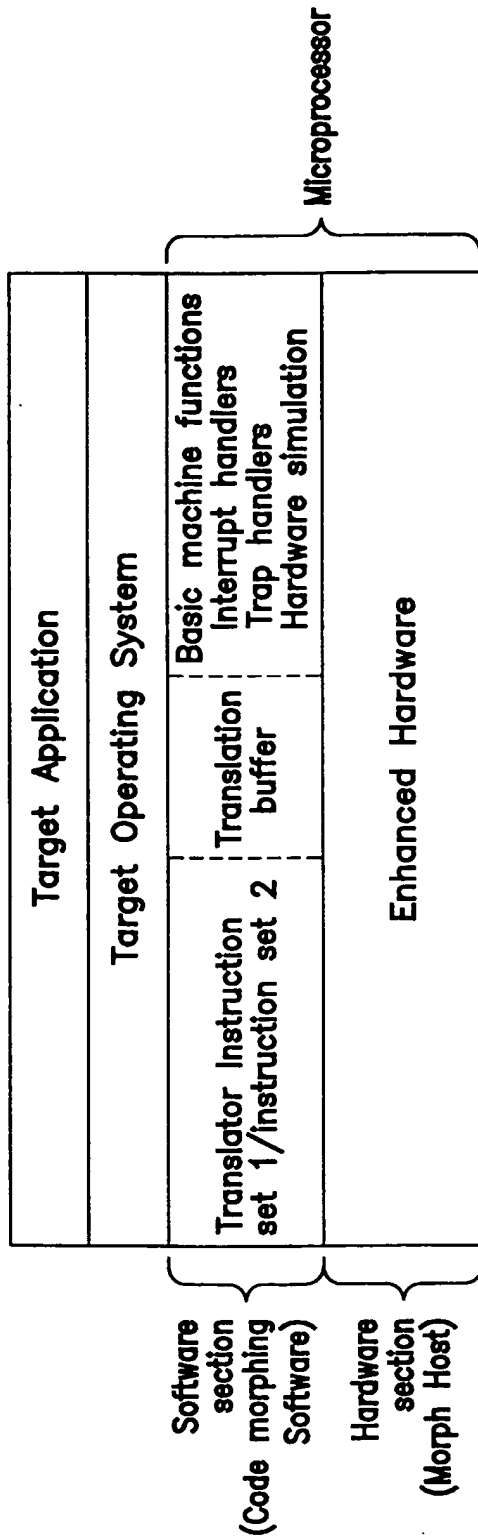 Target Application
Target Operating System
Software
section
(Code morphing
Software)
Translator Instruction
set 1/instruction set 2
Translation
buffer
Basic machine functions
Interrupt handlers
Trap handlers
Hardware simulation
Microprocessor
Hardware
section
(Morph Host)
Enhanced Hardware